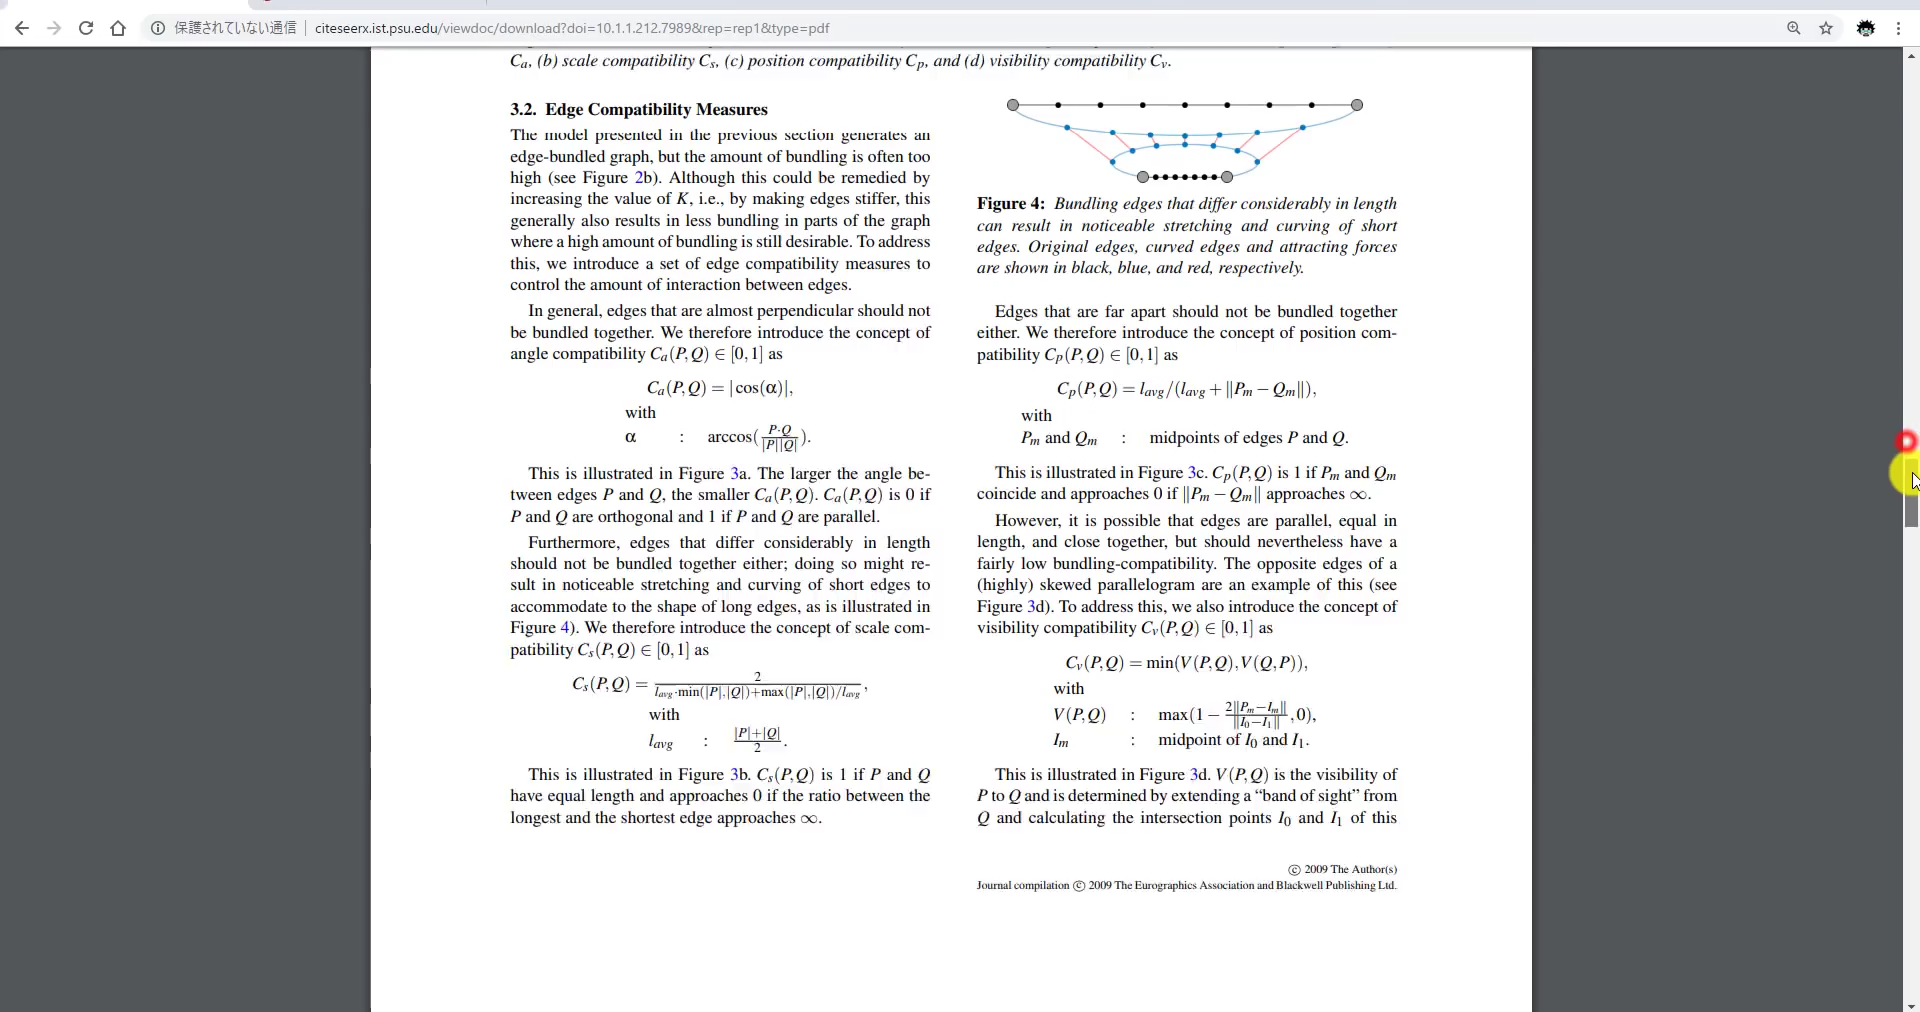 保護されていない通信 | citeseerx.ist.psu.edu/viewdoc/download?doi=10.1.1.212.7989&rep=rep1&type=pdf
Ca, (b) scale compatibility Cs, (c) position compatibility Cp, and (d) visibility compatibility Cv.
3.2. Edge Compatibility Measures
The model presented in the previous section generates an
edge-bundled graph, but the amount of bundling is often too
high (see Figure 2b). Although this could be remedied by
increasing the value of K, i.e., by making edges stiffer, this
generally also results in less bundling in parts of the graph
where a high amount of bundling is still desirable. To address
this, we introduce a set of edge compatibility measures to
control the amount of interaction between edges.
In general, edges that are almost perpendicular should not
be bundled together. We therefore introduce the concept of
angle compatibility Ca(P,Q) ∈ [0,1] as
Ca(P,Q) = |cos(α)|,
with
α : arccos(P·Q / |P||Q|).
This is illustrated in Figure 3a. The larger the angle be-
tween edges P and Q, the smaller Ca(P,Q). Ca(P,Q) is 0 if
P and Q are orthogonal and 1 if P and Q are parallel.
Furthermore, edges that differ considerably in length
should not be bundled together either; doing so might re-
sult in noticeable stretching and curving of short edges to
accommodate to the shape of long edges, as is illustrated in
Figure 4). We therefore introduce the concept of scale com-
patibility Cs(P,Q) ∈ [0,1] as
Cs(P,Q) = 2 / lavg·min(|P|,|Q|)+max(|P|,|Q|)/lavg ,
with
lavg : |P|+|Q| / 2 .
This is illustrated in Figure 3b. Cs(P,Q) is 1 if P and Q
have equal length and approaches 0 if the ratio between the
longest and the shortest edge approaches ∞.
Figure 4: Bundling edges that differ considerably in length
can result in noticeable stretching and curving of short
edges. Original edges, curved edges and attracting forces
are shown in black, blue, and red, respectively.
Edges that are far apart should not be bundled together
either. We therefore introduce the concept of position com-
patibility Cp(P,Q) ∈ [0,1] as
Cp(P,Q) = lavg/(lavg + ‖Pm − Qm‖),
with
Pm and Qm : midpoints of edges P and Q.
This is illustrated in Figure 3c. Cp(P,Q) is 1 if Pm and Qm
coincide and approaches 0 if ‖Pm − Qm‖ approaches ∞.
However, it is possible that edges are parallel, equal in
length, and close together, but should nevertheless have a
fairly low bundling-compatibility. The opposite edges of a
(highly) skewed parallelogram are an example of this (see
Figure 3d). To address this, we also introduce the concept of
visibility compatibility Cv(P,Q) ∈ [0,1] as
Cv(P,Q) = min(V(P,Q),V(Q,P)),
with
V(P,Q) : max(1 − 2‖Pm−Im‖ / ‖I0−I1‖ ,0),
Im : midpoint of I0 and I1.
This is illustrated in Figure 3d. V(P,Q) is the visibility of
P to Q and is determined by extending a “band of sight” from
Q and calculating the intersection points I0 and I1 of this
© 2009 The Author(s)
Journal compilation © 2009 The Eurographics Association and Blackwell Publishing Ltd.